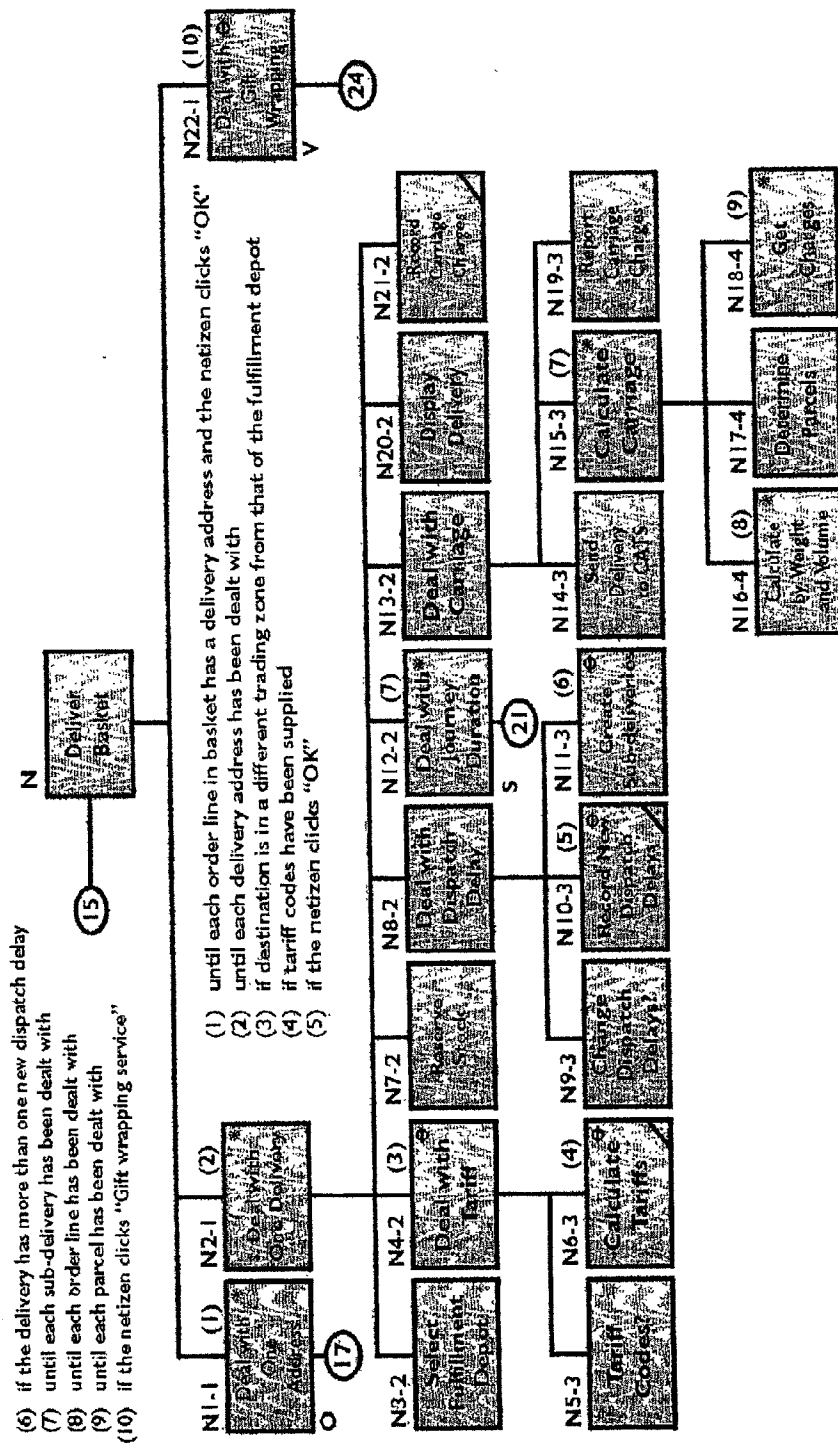 (6) if the delivery has more than one new dispatch delay
(7) until each sub-delivery has been dealt with
(8) until each order line has been dealt with
(9) until each parcel has been dealt with
(10) if the netizen clicks "Gift wrapping service"
15
N
Deliver
Basket
N1-1 (1)
Deal with *
One
Address
O
17
N2-1 (2)
Deal with *
One Delivery
N22-1 (10)
Deal with o
Gift
Wrapping
V
24
(1) until each order line in basket has a delivery address and the netizen clicks "OK"
(2) until each delivery address has been dealt with
(3) if destination is in a different trading zone from that of the fulfillment depot
(4) if tariff codes have been supplied
(5) if the netizen clicks "OK"
N3-2
Select
Fulfillment
Depot
N4-2 (3)
Deal with o
Tariff
N7-2
Reserve
Stock
N8-2
Deal with
Dispatch
Delay
N12-2 (7)
Deal with *
Journey
Duration
S
21
N13-2
Deal with
Carriage
N20-2
Display
Delivery
N21-2
Record
Carriage
Charges
N5-3
Tariff
Codes?
N6-3 (4)
Calculate o
Tariffs
N9-3
Change
Dispatch
Delays?
N10-3 (5)
Record New o
Dispatch
Delays
N11-3 (6)
Create o
Sub-deliveries
N14-3
Send
Delivery
to CATS
N15-3 (7)
Calculate *
Carriage
N19-3
Report
Carriage
Charges
N16-4 (8)
Calculate *
by Weight
and Volume
N17-4
Determine
Parcels
N18-4 (9)
Get *
Charges